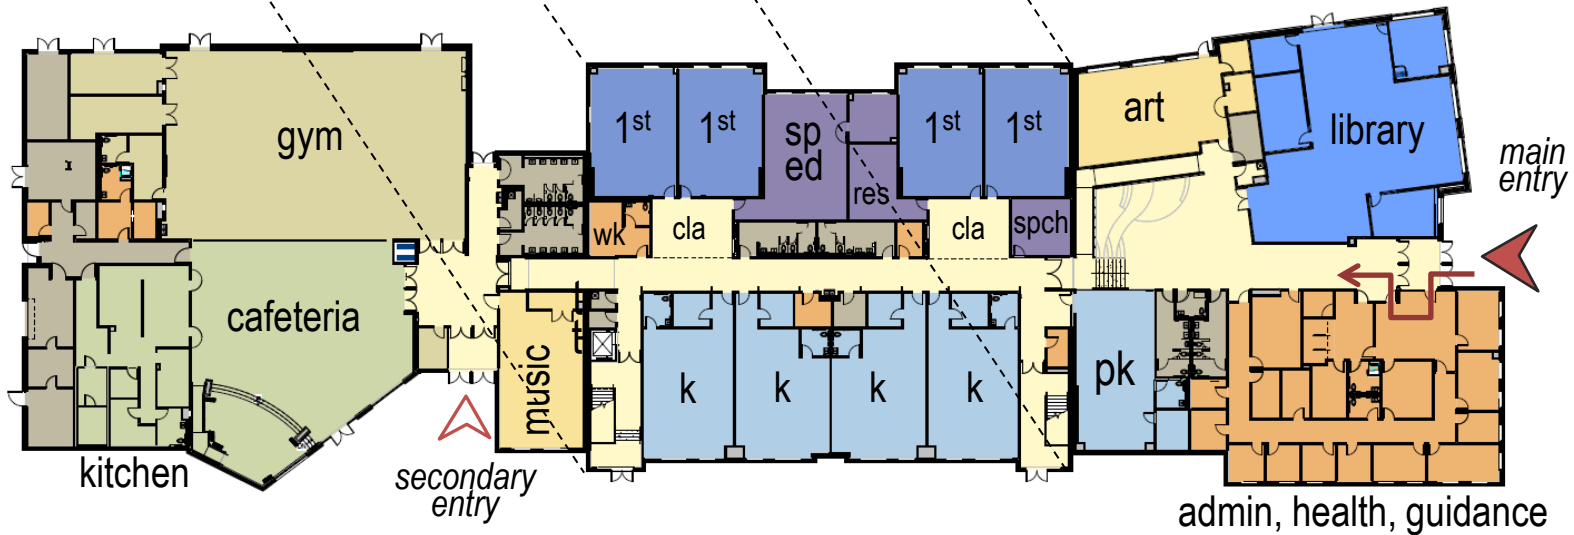 gym
1st
1st
sp
ed
res
1st
1st
art
library
main
entry
wk
cla
cla
spch
cafeteria
music
k
k
k
k
pk
kitchen
secondary
entry
admin, health, guidance